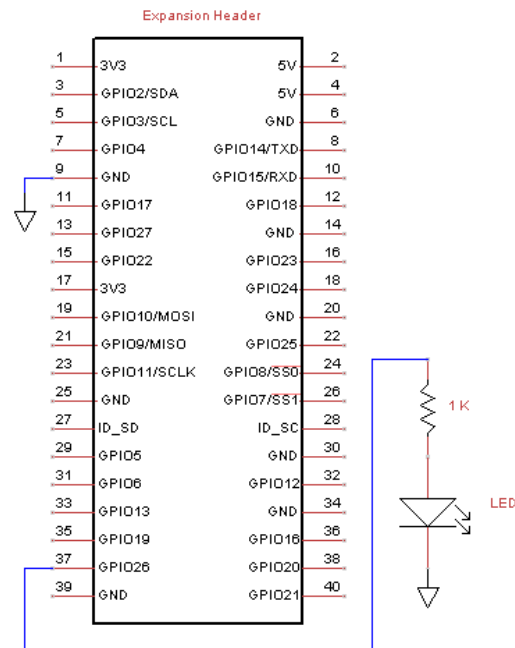 Expansion Header
1 3V3 5V 2
3 GPIO2/SDA 5V 4
5 GPIO3/SCL GND 6
7 GPIO4 GPIO14/TXD 8
9 GND GPIO15/RXD 10
11 GPIO17 GPIO18 12
13 GPIO27 GND 14
15 GPIO22 GPIO23 16
17 3V3 GPIO24 18
19 GPIO10/MOSI GND 20
21 GPIO9/MISO GPIO25 22
23 GPIO11/SCLK GPIO8/SS0 24
25 GND GPIO7/SS1 26
27 ID_SD ID_SC 28
29 GPIO5 GND 30
31 GPIO6 GPIO12 32
33 GPIO13 GND 34
35 GPIO19 GPIO16 36
37 GPIO26 GPIO20 38
39 GND GPIO21 40
1K
LED